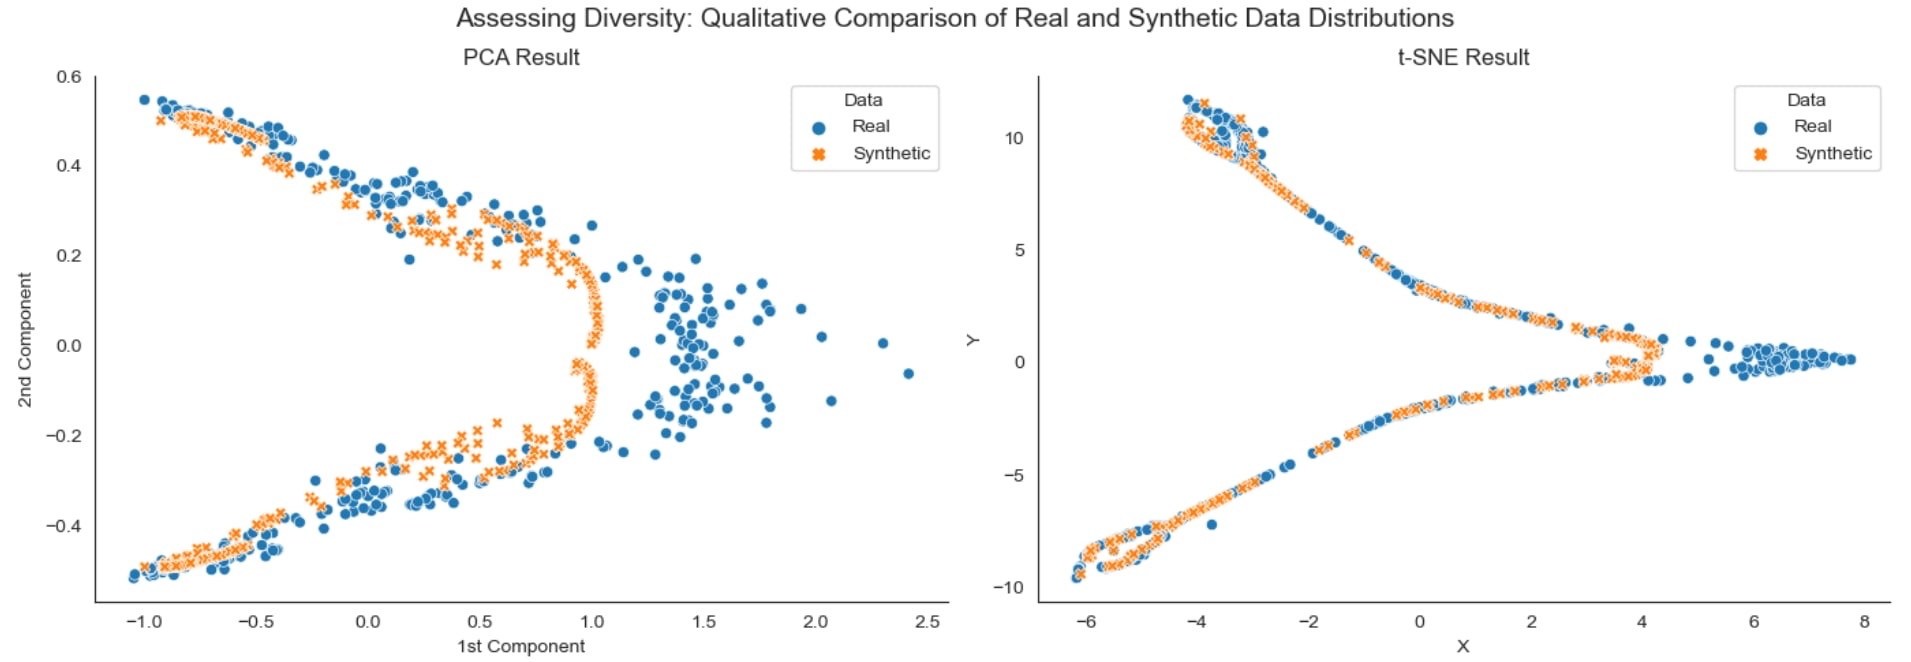 Assessing Diversity: Qualitative Comparison of Real and Synthetic Data Distributions
PCA Result
0.6
0.4
0.2
0.0
−0.2
−0.4
2nd Component
−1.0
−0.5
0.0
0.5
1.0
1.5
2.0
2.5
1st Component
Data
Real
Synthetic
t-SNE Result
10
5
0
−5
−10
Y
−6
−4
−2
0
2
4
6
8
X
Data
Real
Synthetic